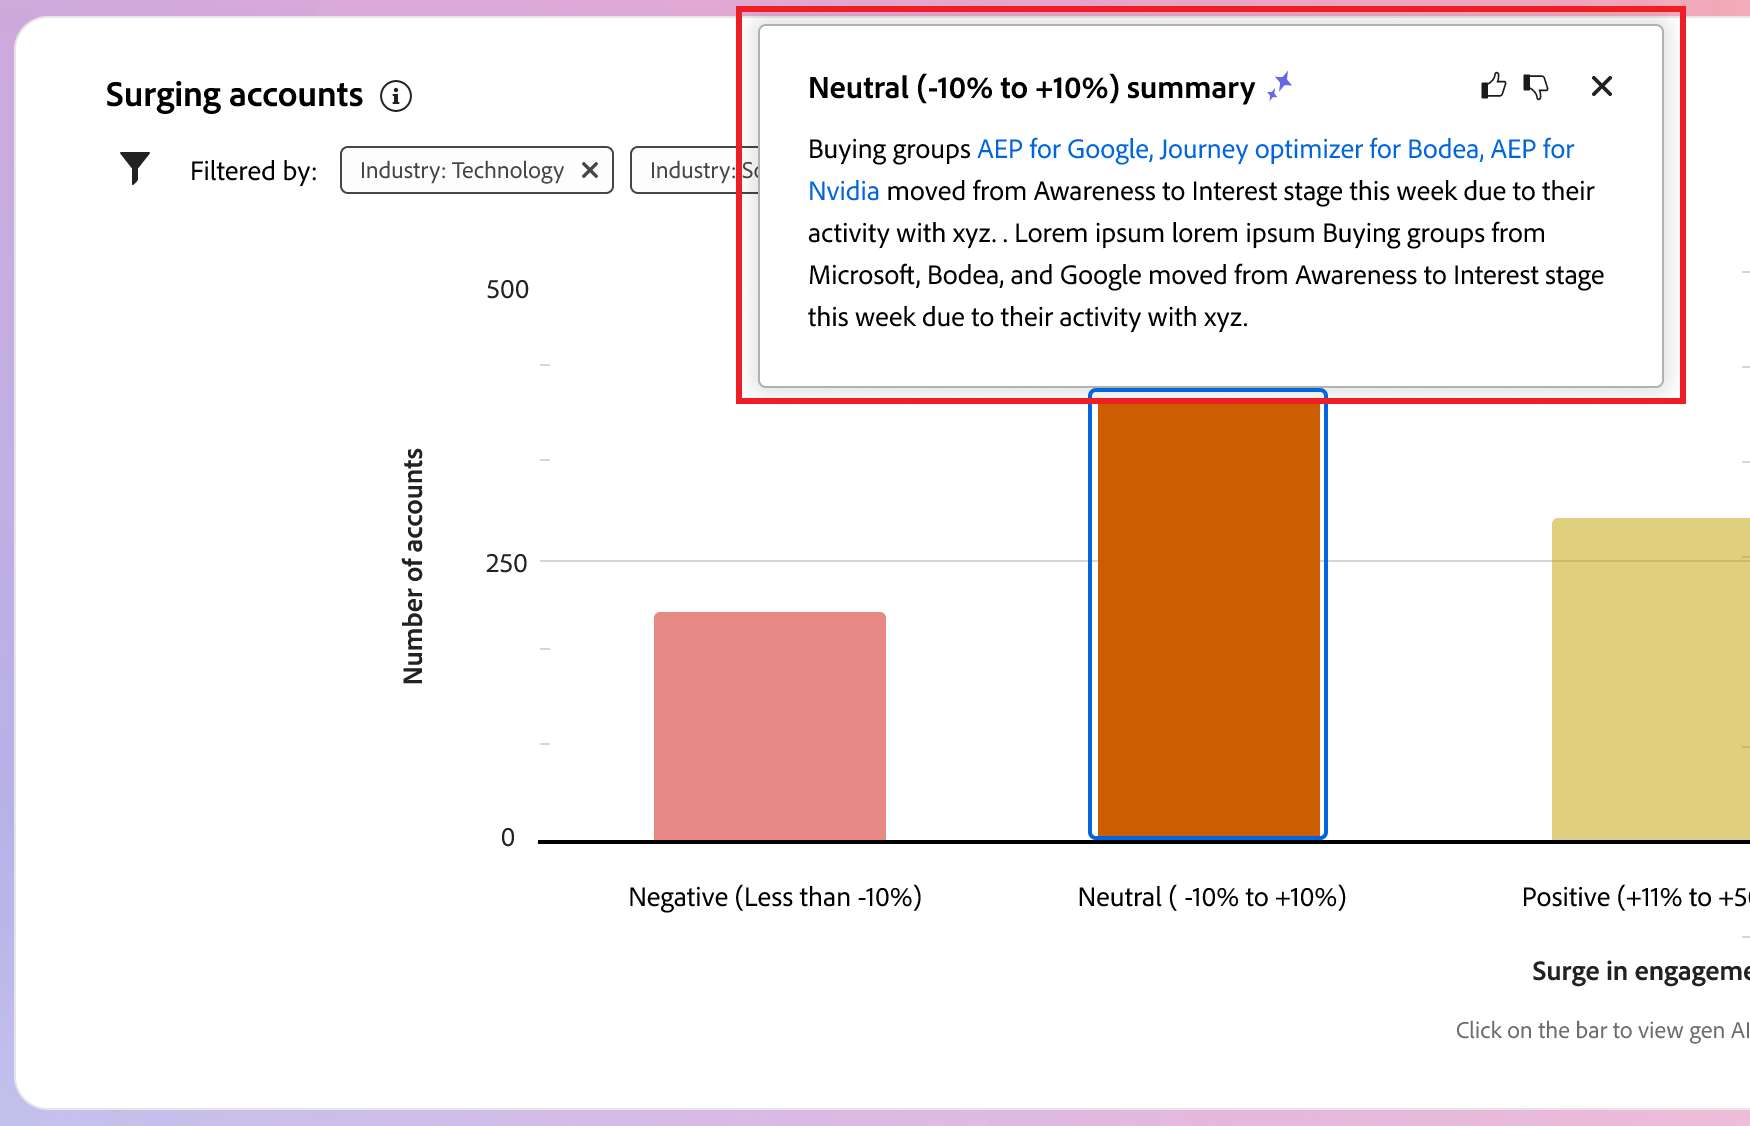 Surging accounts
Filtered by:
Industry: Technology
Industry:
Neutral (-10% to +10%) summary
Buying groups AEP for Google, Journey optimizer for Bodea, AEP for
Nvidia moved from Awareness to Interest stage this week due to their
activity with xyz. . Lorem ipsum lorem ipsum Buying groups from
Microsoft, Bodea, and Google moved from Awareness to Interest stage
this week due to their activity with xyz.
500
250
0
Number of accounts
Negative (Less than -10%)
Neutral ( -10% to +10%)
Positive (+11% to +5
Surge in engageme
Click on the bar to view gen AI